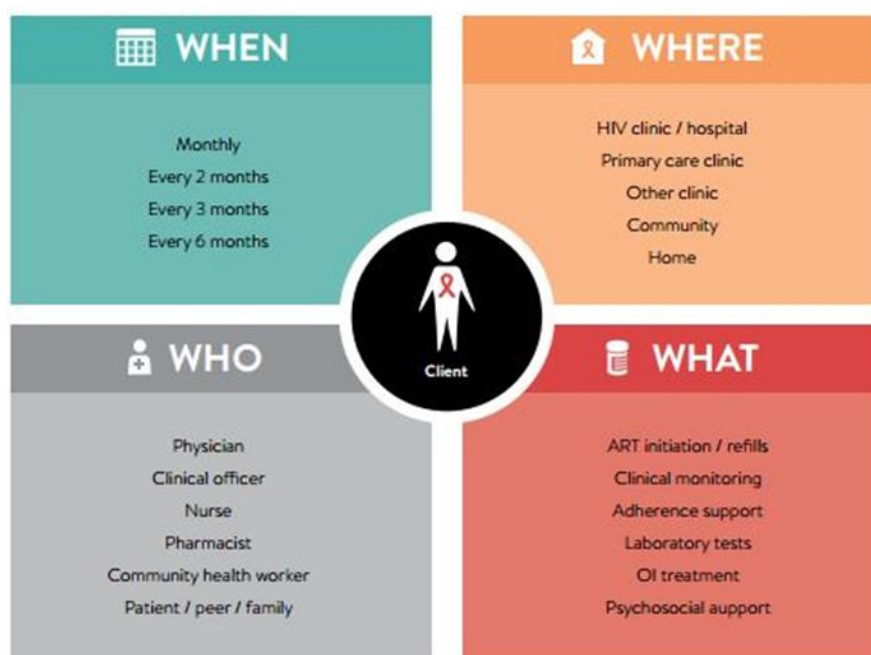 WHEN
Monthly
Every 2 months
Every 3 months
Every 6 months
WHERE
HIV clinic / hospital
Primary care clinic
Other clinic
Community
Home
Client
WHO
Physician
Clinical officer
Nurse
Pharmacist
Community health worker
Patient / peer / family
WHAT
ART initiation / refills
Clinical monitoring
Adherence support
Laboratory tests
OI treatment
Psychosocial aupport